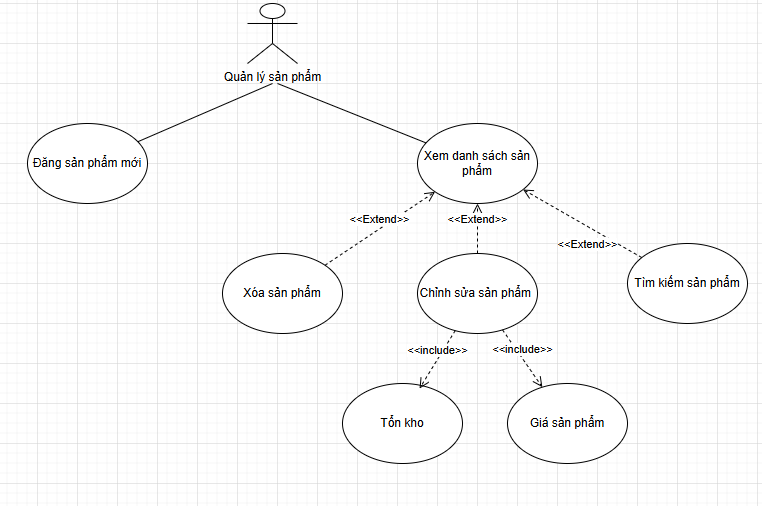 Quản lý sản phẩm
Đăng sản phẩm mới
Xem danh sách sản
phẩm
<<Extend>>
<<Extend>>
<<Extend>>
Xóa sản phẩm
Chỉnh sửa sản phẩm
Tìm kiếm sản phẩm
<<include>>
<<include>>
Tồn kho
Giá sản phẩm